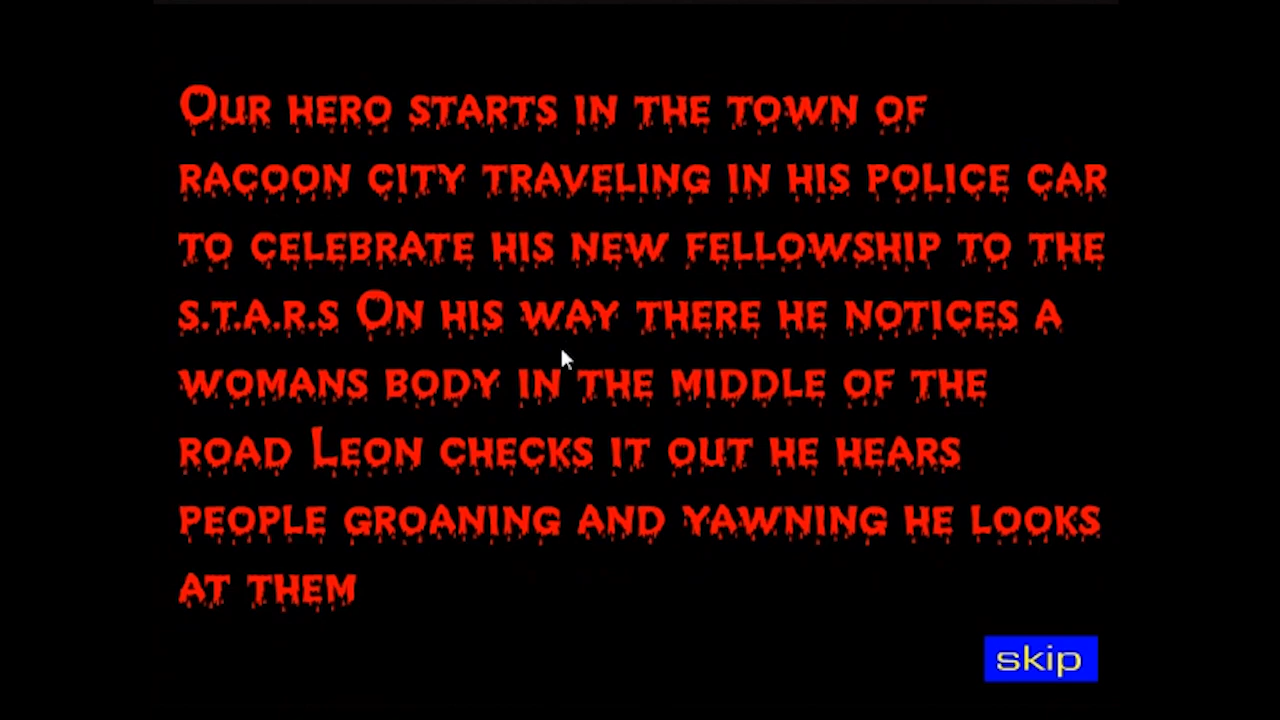 Our hero starts in the town of
racoon city traveling in his police car
to celebrate his new fellowship to the
s.t.a.r.s On his way there he notices a
womans body in the middle of the
road Leon checks it out he hears
people groaning and yawning he looks
at them
skip